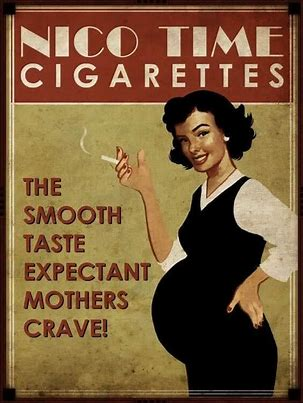 NICO TIME
CIGARETTES
THE
SMOOTH
TASTE
EXPECTANT
MOTHERS
CRAVE!